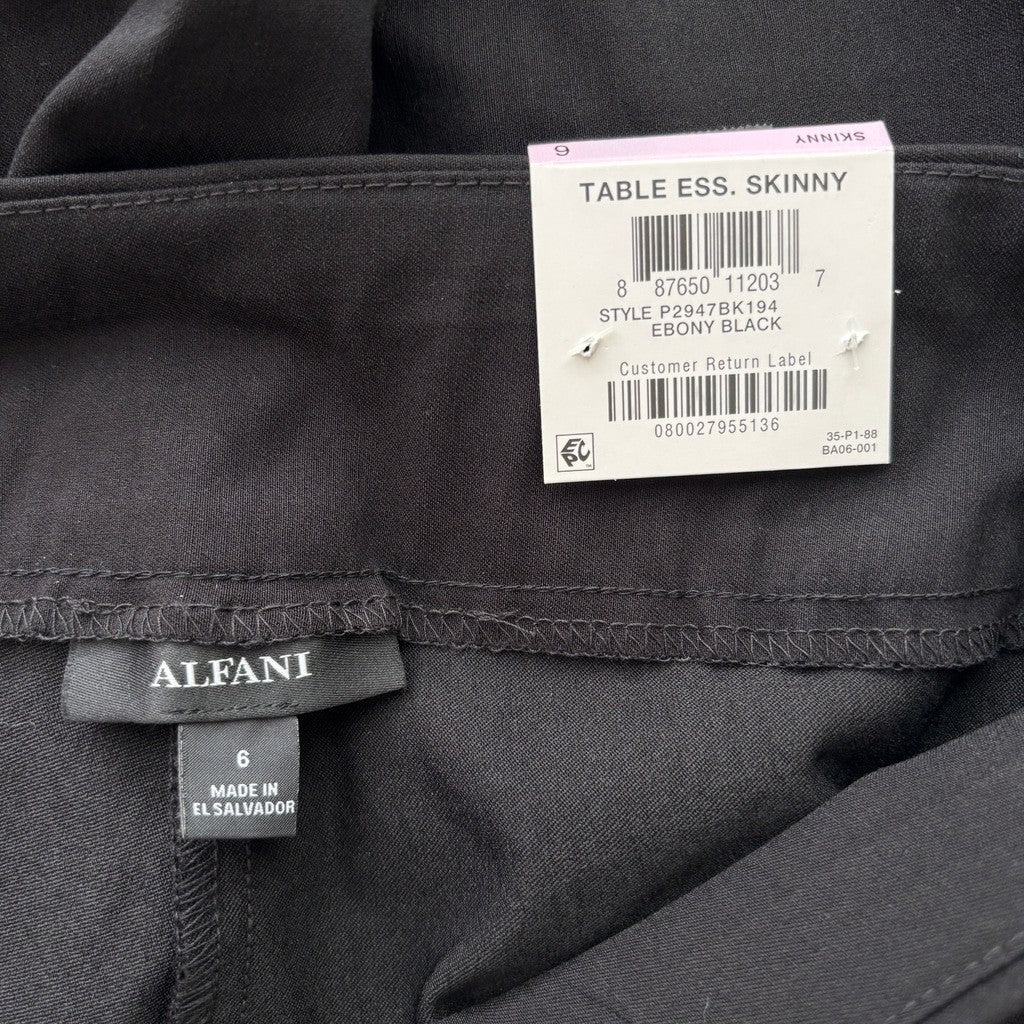 6 SKINNY
TABLE ESS. SKINNY
8 87650 11203 7
STYLE P2947BK194
EBONY BLACK
Customer Return Label
080027955136
EPC™
35-P1-88
BA06-001
ALFANI
6
MADE IN
EL SALVADOR